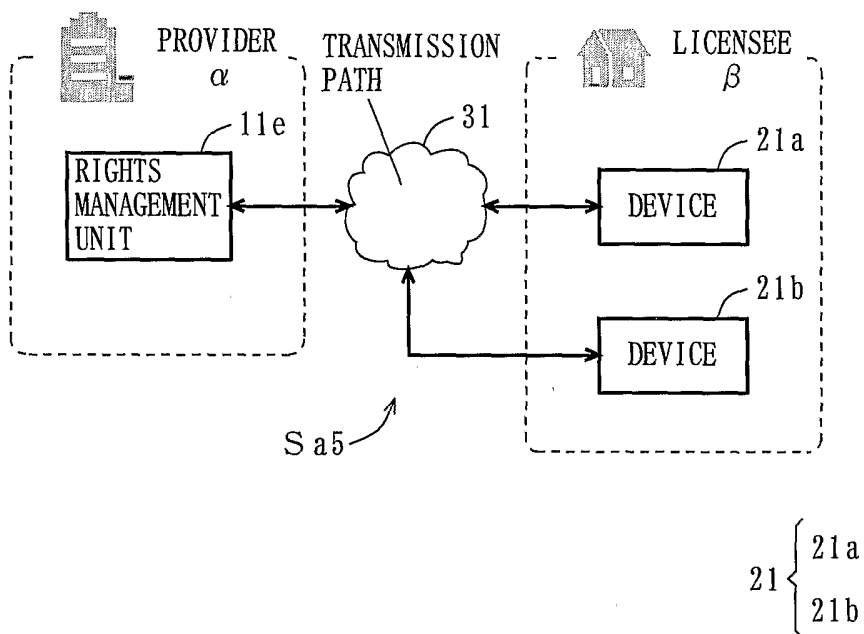 PROVIDER
α
TRANSMISSION
PATH
LICENSEE
β
11e
31
21a
RIGHTS
MANAGEMENT
UNIT
DEVICE
21b
DEVICE
Sa5
21 { 21a
21b